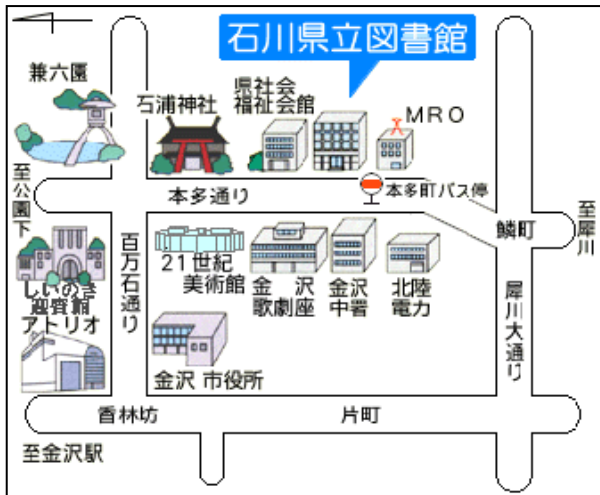 石川県立図書館
兼六園
石浦神社
県社会
福祉会館
MRO
至公園下
本多通り
本多町バス停
鱗町
至犀川
しいのき
迎賓館
百万石通り
21世紀
美術館
金沢
歌劇座
金沢
中署
北陸
電力
犀川大通り
アトリオ
金沢市役所
香林坊
片町
至金沢駅